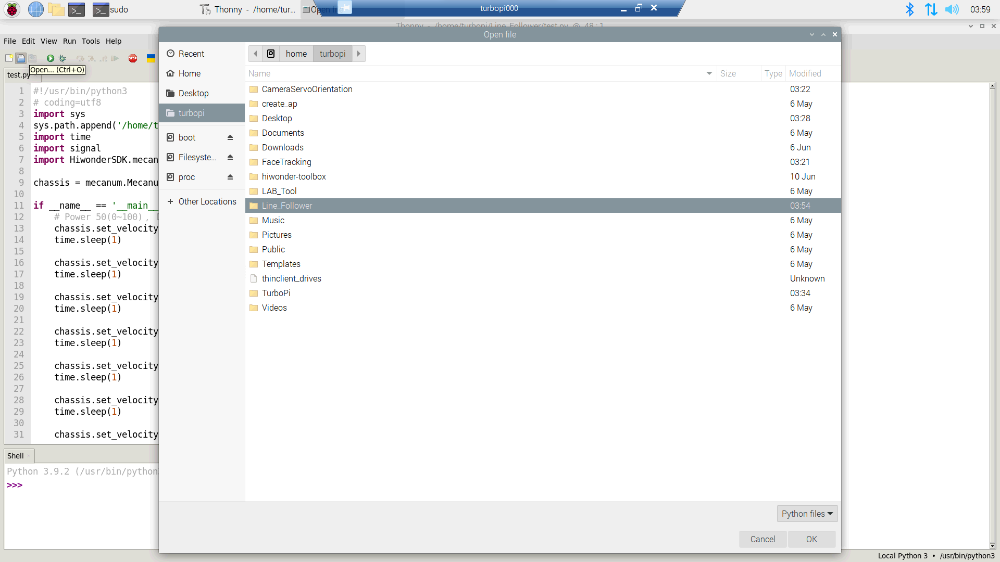 sudo
Thonny - /home/tur...
turbopi000
03:59
Thonny - /home/turbopi/Line_Follower/test.py @ 48 : 1
Open file
File Edit View Run Tools Help
Open... (Ctrl+O)
test.py
1 #!/usr/bin/python3
2 # coding=utf8
3 import sys
4 sys.path.append('/home/t
5 import time
6 import signal
7 import HiwonderSDK.mecan
8
9 chassis = mecanum.Mecanu
10
11 if __name__ == '__main__
12 # Power 50(0~100),
13 chassis.set_velocity
14 time.sleep(1)
15
16 chassis.set_velocity
17 time.sleep(1)
18
19 chassis.set_velocity
20 time.sleep(1)
21
22 chassis.set_velocity
23 time.sleep(1)
24
25 chassis.set_velocity
26 time.sleep(1)
27
28 chassis.set_velocity
29 time.sleep(1)
30
31 chassis.set_velocity
Shell
Python 3.9.2 (/usr/bin/python
>>>
Recent
Home
Desktop
turbopi
boot
Filesyste...
proc
+ Other Locations
home turbopi
Name Size Type Modified
CameraServoOrientation 03:22
create_ap 6 May
Desktop 03:28
Documents 6 May
Downloads 6 Jun
FaceTracking 03:21
hiwonder-toolbox 10 Jun
LAB_Tool 6 May
Line_Follower 03:54
Music 6 May
Pictures 6 May
Public 6 May
Templates 6 May
thinclient_drives Unknown
TurboPi 03:34
Videos 6 May
Python files
Cancel OK
Local Python 3 • /usr/bin/python3